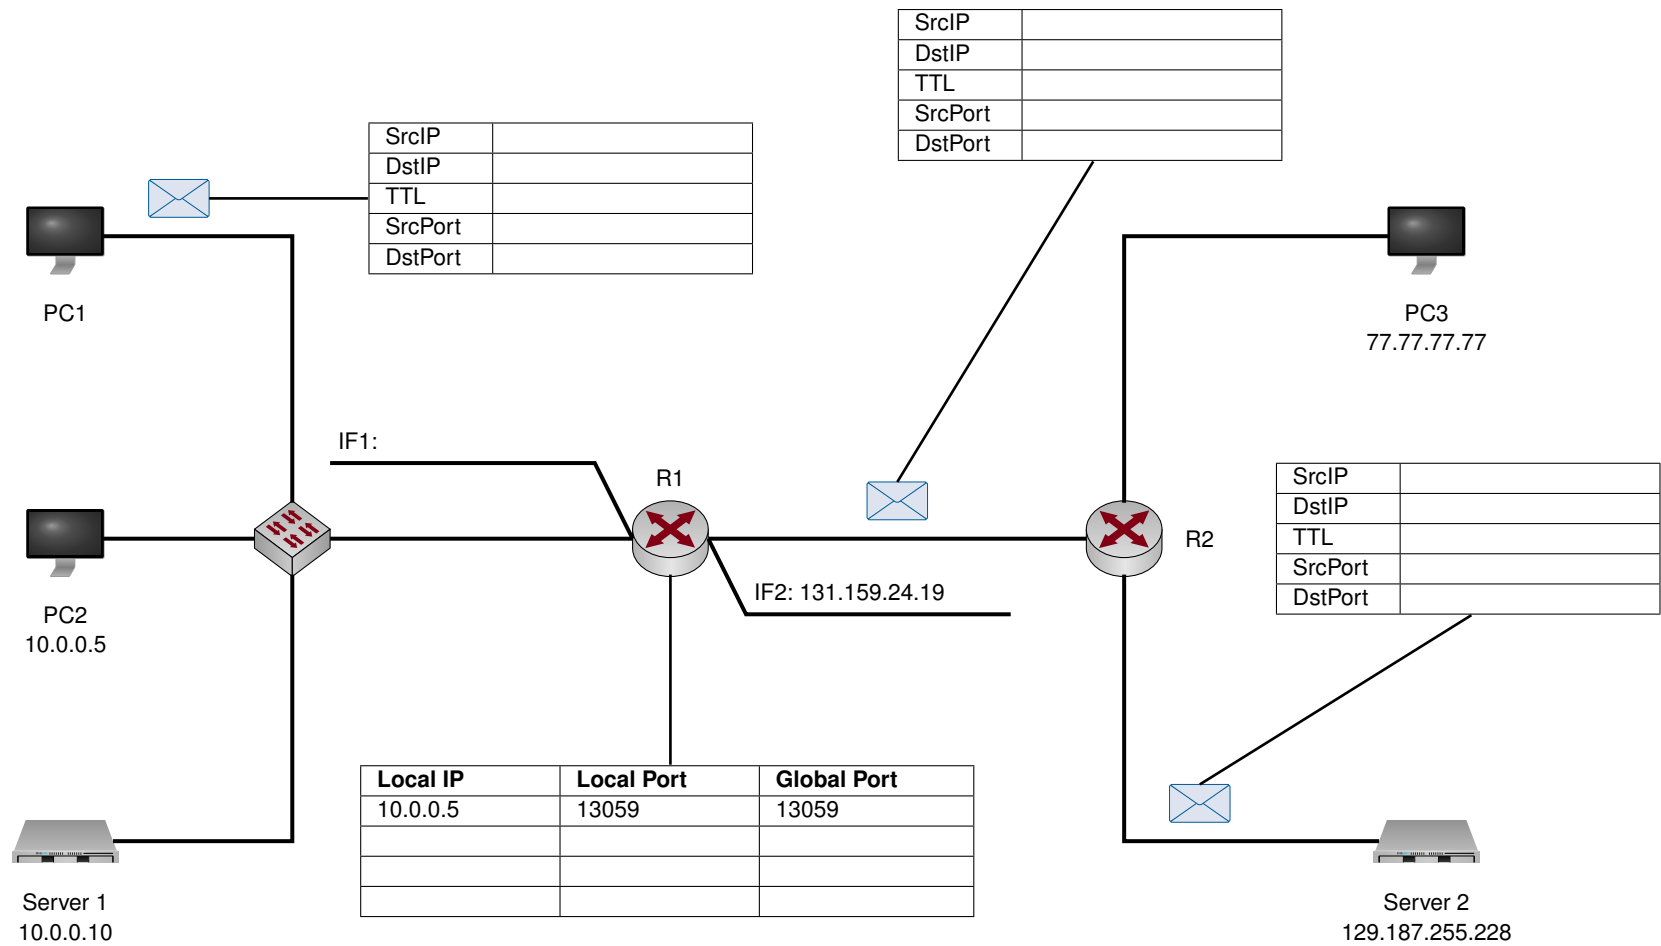 SrcIP
DstIP
TTL
SrcPort
DstPort
SrcIP
DstIP
TTL
SrcPort
DstPort
PC1
PC3
77.77.77.77
IF1:
R1
SrcIP
DstIP
TTL
SrcPort
DstPort
R2
IF2: 131.159.24.19
PC2
10.0.0.5
Local IP Local Port Global Port
10.0.0.5 13059 13059
Server 1
10.0.0.10
Server 2
129.187.255.228